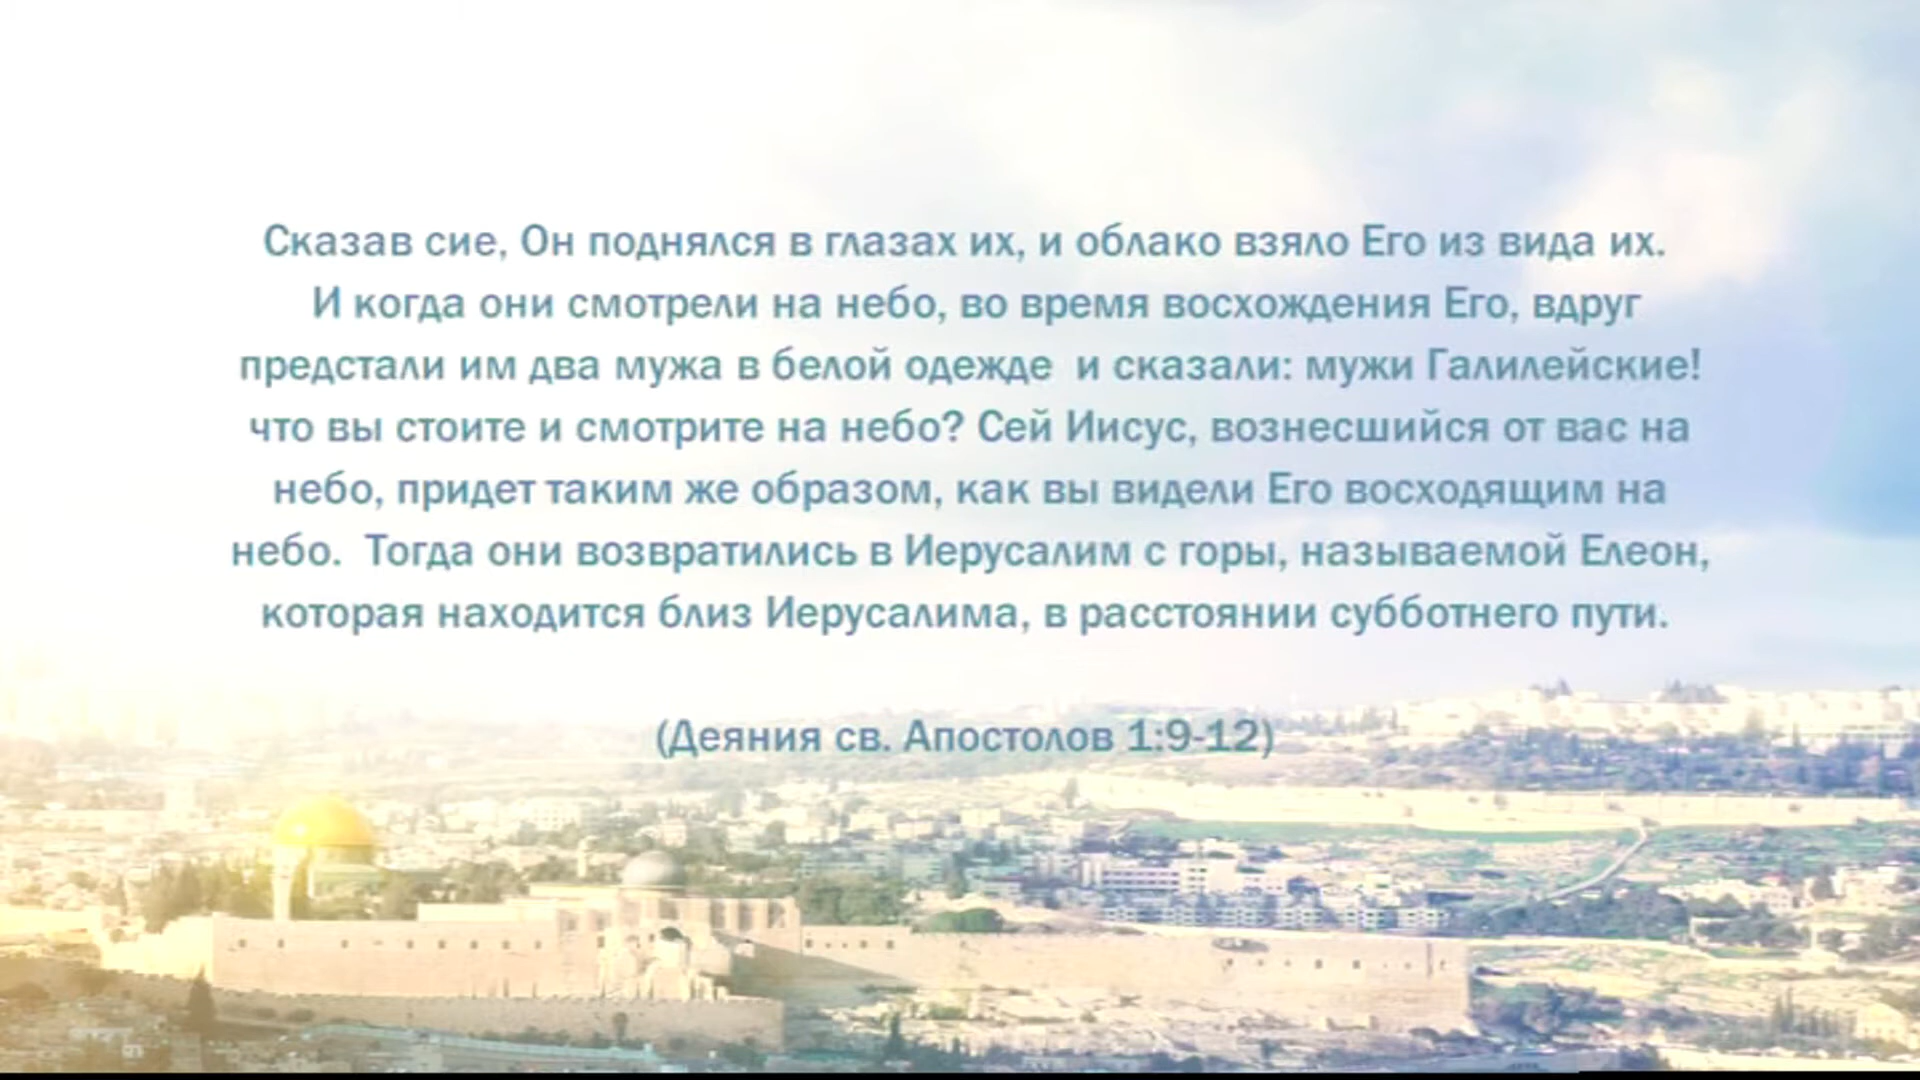 Сказав сие, Он поднялся в глазах их, и облако взяло Его из вида их.
И когда они смотрели на небо, во время восхождения Его, вдруг
предстали им два мужа в белой одежде  и сказали: мужи Галилейские!
что вы стоите и смотрите на небо? Сей Иисус, вознесшийся от вас на
небо, придет таким же образом, как вы видели Его восходящим на
небо.  Тогда они возвратились в Иерусалим с горы, называемой Елеон,
которая находится близ Иерусалима, в расстоянии субботнего пути.
(Деяния св. Апостолов 1:9-12)